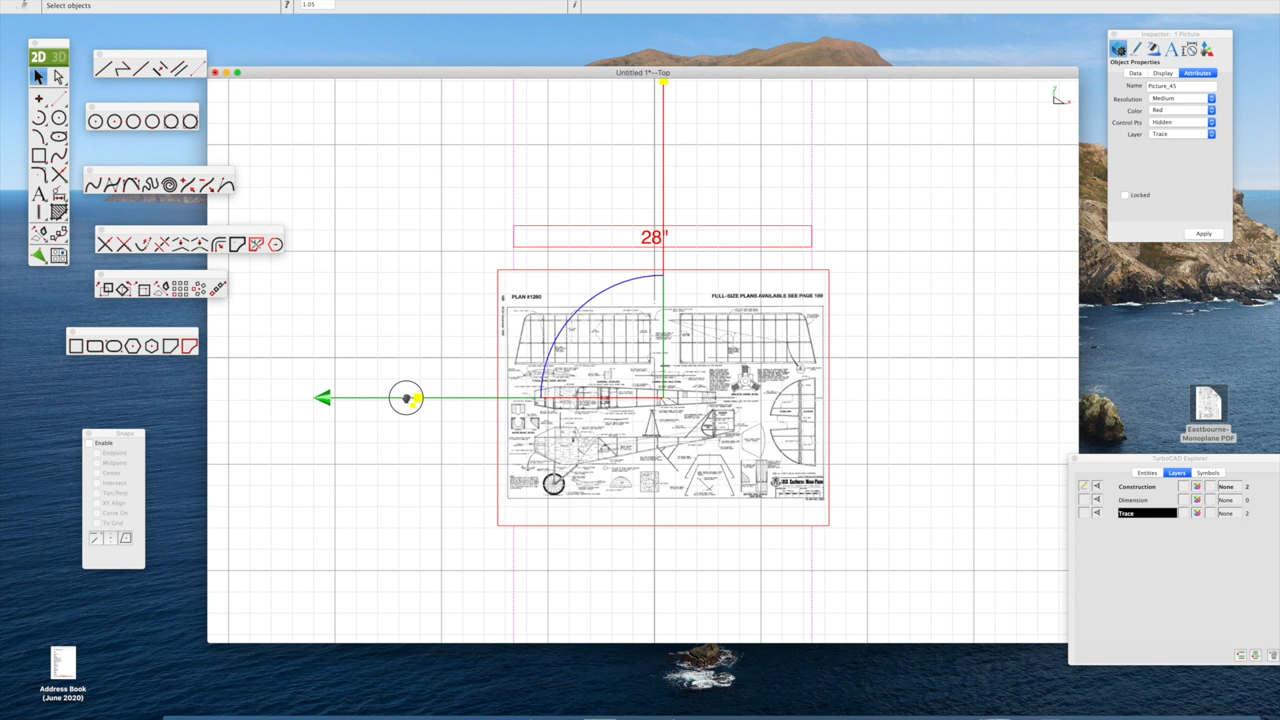 Select objects
?
1.05
i
Untitled 1*--Top
2D 3D
28"
PLAN #1260
FULL-SIZE PLANS AVAILABLE SEE PAGE 199
Snaps
Enable
Endpoint
Midpoint
Center
Intersect
Tan/Perp
XY Align
Curve On
To Grid
Address Book
(June 2020)
Inspector: 1 Picture
Object Properties
Data Display Attributes
Name Picture_45
Resolution Medium
Color Red
Control Pts Hidden
Layer Trace
Locked
Apply
Eastbourne-
Monoplane PDF
TurboCAD Explorer
Entities Layers Symbols
Construction None 2
Dimension None 0
Trace None 2